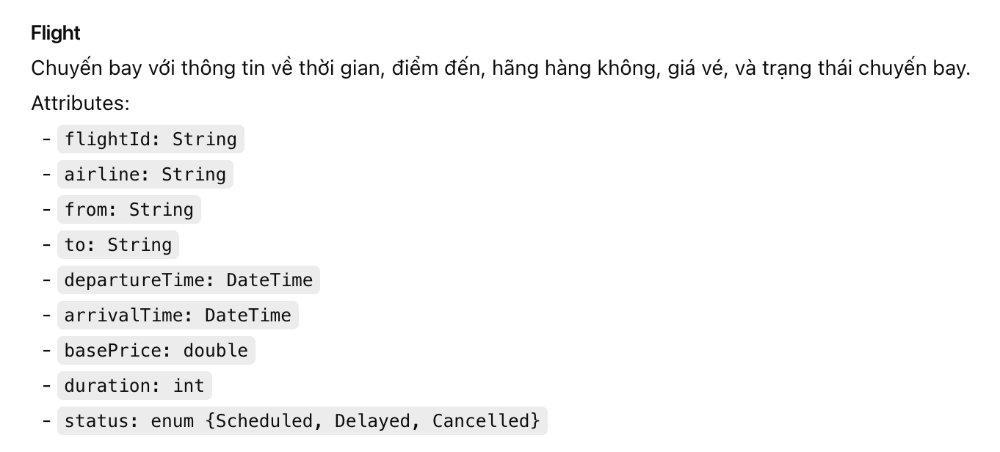 Flight
Chuyến bay với thông tin về thời gian, điểm đến, hãng hàng không, giá vé, và trạng thái chuyến bay.
Attributes:
- flightId: String
- airline: String
- from: String
- to: String
- departureTime: DateTime
- arrivalTime: DateTime
- basePrice: double
- duration: int
- status: enum {Scheduled, Delayed, Cancelled}